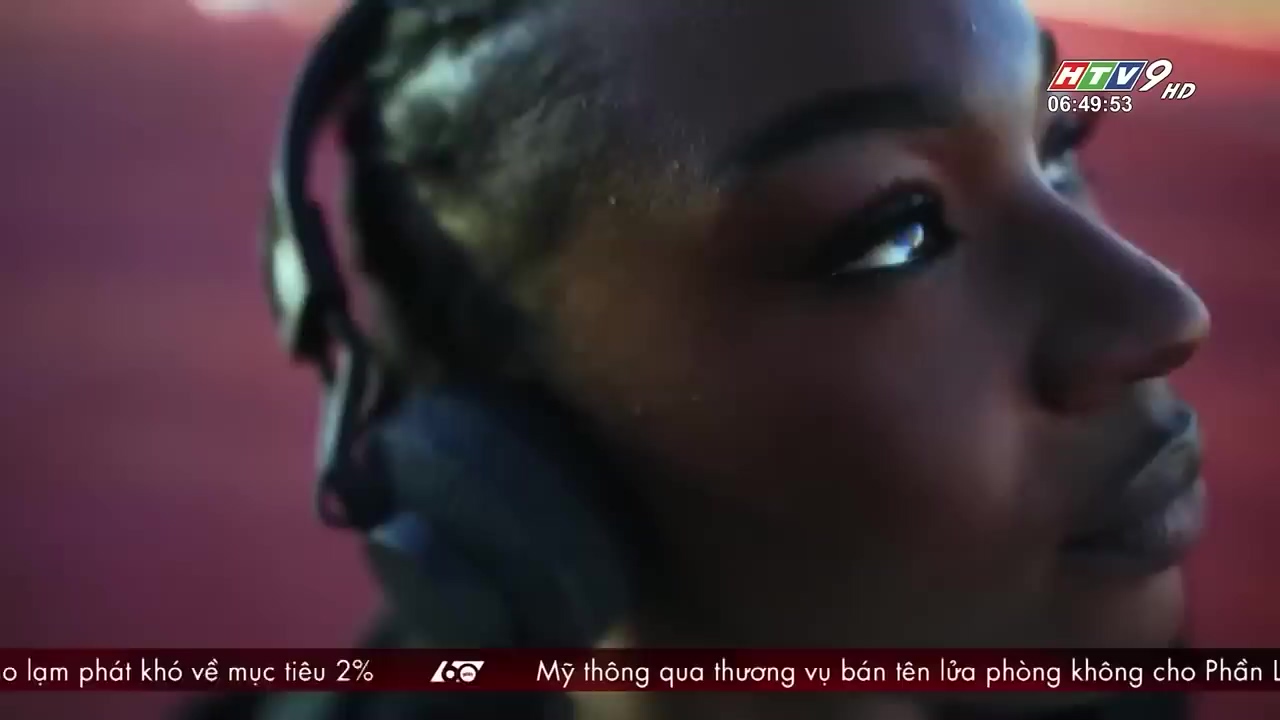 HTV9 HD
06:49:53
lạm phát khó về mục tiêu 2% 60 Mỹ thông qua thương vụ bán tên lửa phòng không cho Phần